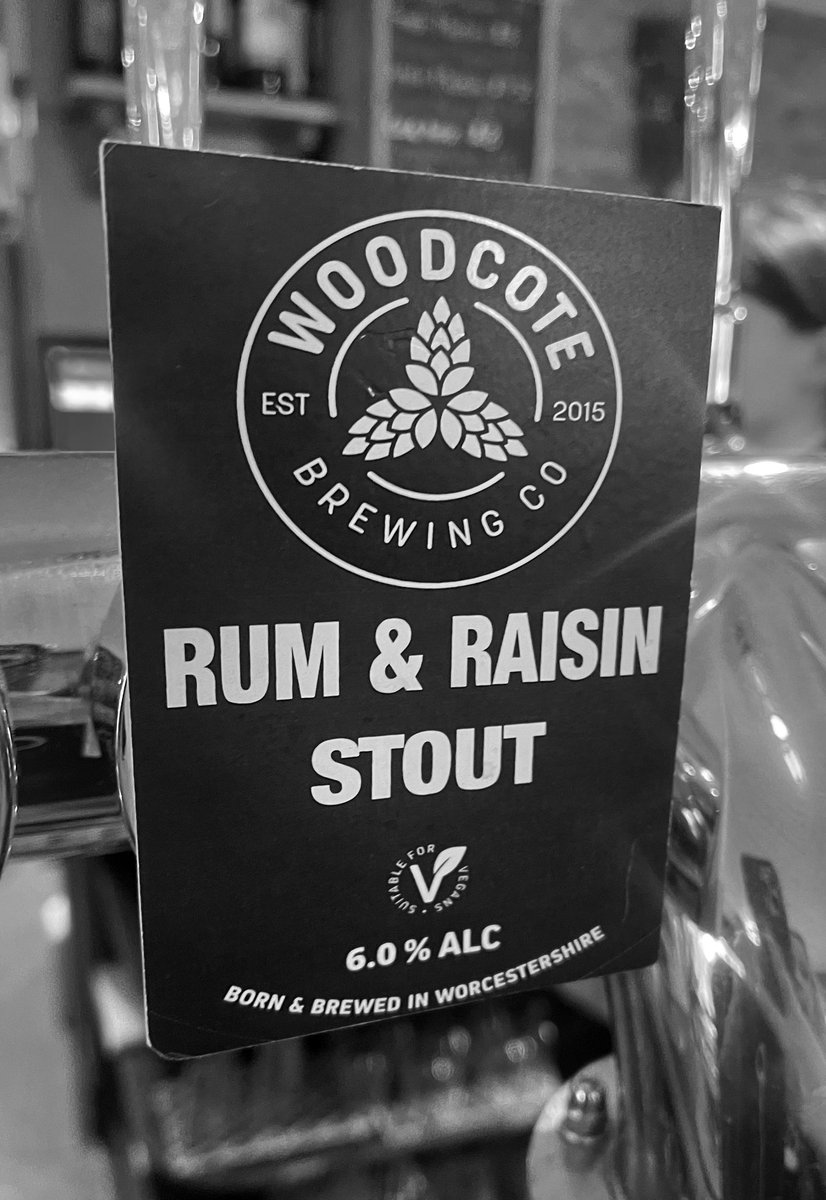 WOODCOTE
EST 2015
BREWING CO
RUM & RAISIN
STOUT
SUITABLE FOR VEGANS
V
6.0 % ALC
BORN & BREWED IN WORCESTERSHIRE